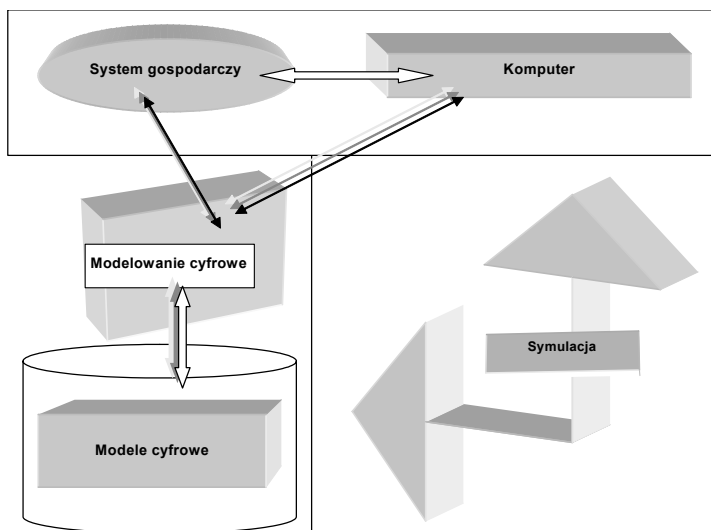 System gospodarczy
Komputer
Modelowanie cyfrowe
Symulacja
Modele cyfrowe